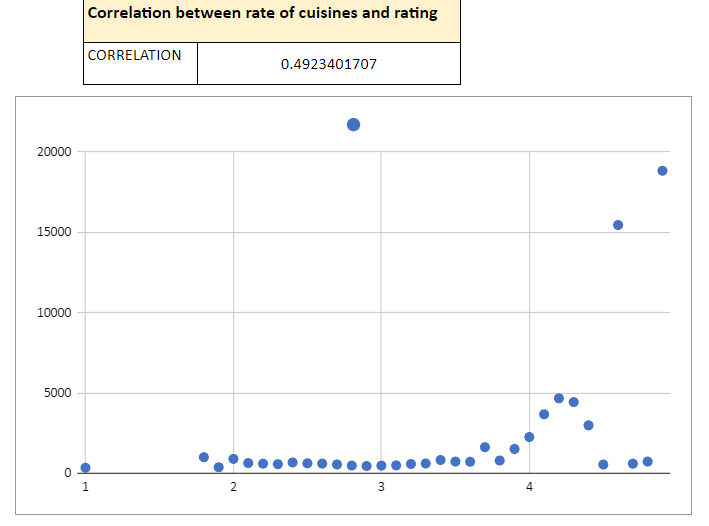 Correlation between rate of cuisines and rating
CORRELATION
0.4923401707
20000
15000
10000
5000
0
1 2 3 4